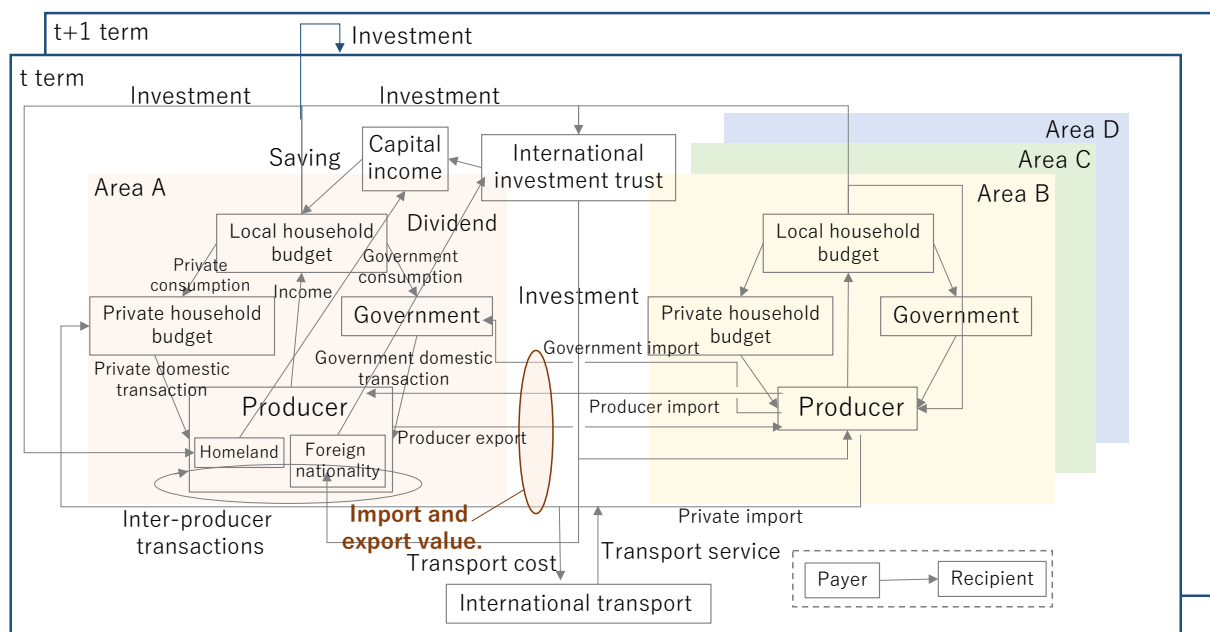 t+1 term
Investment
t term
Investment
Investment
Area D
Capital
income
International
investment trust
Area C
Saving
Area A
Area B
Dividend
Local household
budget
Local household
budget
Government
consumption
Private
consumption
Income
Investment
Private household
budget
Government
Private household
budget
Government
Government import
Private domestic
transaction
Government domestic
transaction
Producer
Producer import
Producer
Producer export
Homeland
Foreign
nationality
Inter-producer
transactions
Import and
export value.
Private import
Transport cost
Transport service
International transport
Payer
Recipient